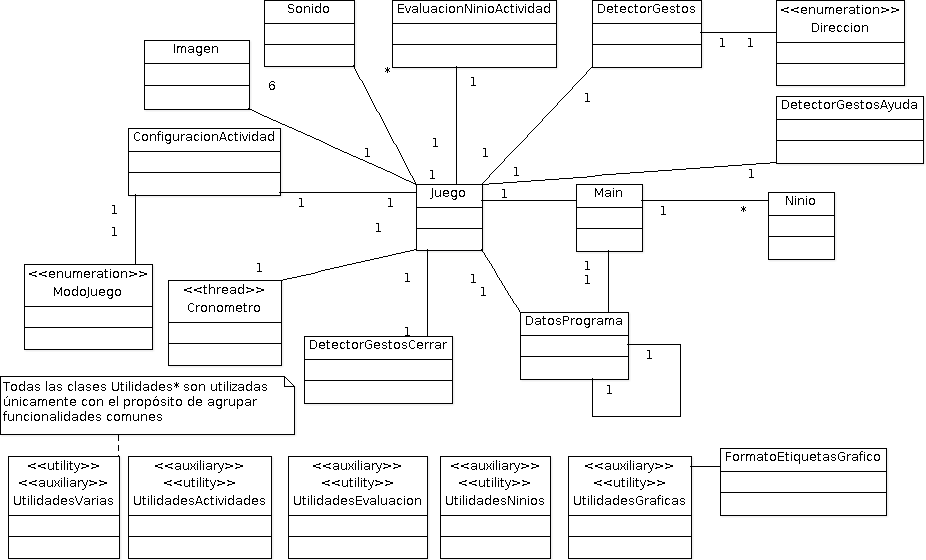 Sonido
EvaluacionNinioActividad
DetectorGestos
<<enumeration>>
Direccion
1
1
Imagen
*
6
1
1
DetectorGestosAyuda
ConfiguracionActividad
1
1
1
1
1
1
Juego
1
Main
1
*
Ninio
1
1
1
1
1
1
<<enumeration>>
ModoJuego
1
<<thread>>
Cronometro
1
1
1
1
1
1
DetectorGestosCerrar
DatosPrograma
1
1
Todas las clases Utilidades* son utilizadas
únicamente con el propósito de agrupar
funcionalidades comunes
<<utility>>
<<auxiliary>>
UtilidadesVarias
<<auxiliary>>
<<utility>>
UtilidadesActividades
<<auxiliary>>
<<utility>>
UtilidadesEvaluacion
<<auxiliary>>
<<utility>>
UtilidadesNinios
<<auxiliary>>
<<utility>>
UtilidadesGraficas
FormatoEtiquetasGrafico